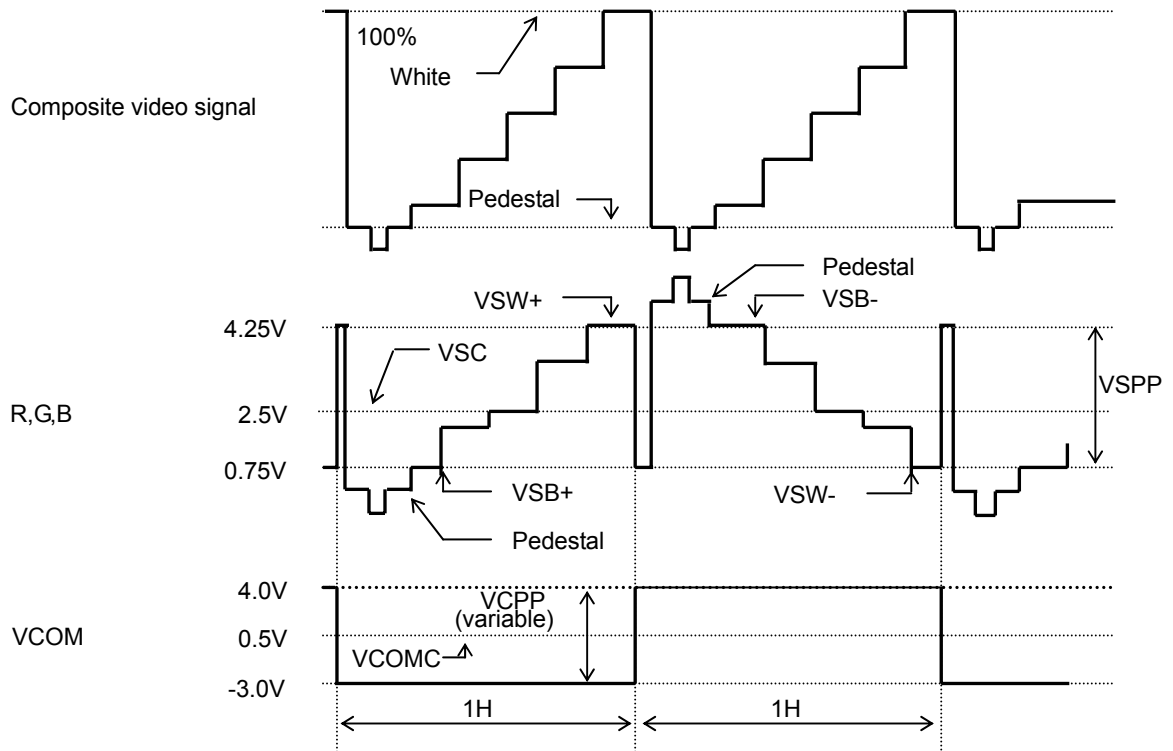 100%
White
Composite video signal
Pedestal
Pedestal
VSW+
VSB-
4.25V
VSC
VSPP
R,G,B
2.5V
0.75V
VSB+
VSW-
Pedestal
4.0V
VCPP
(variable)
VCOM
0.5V
VCOMC
-3.0V
1H
1H